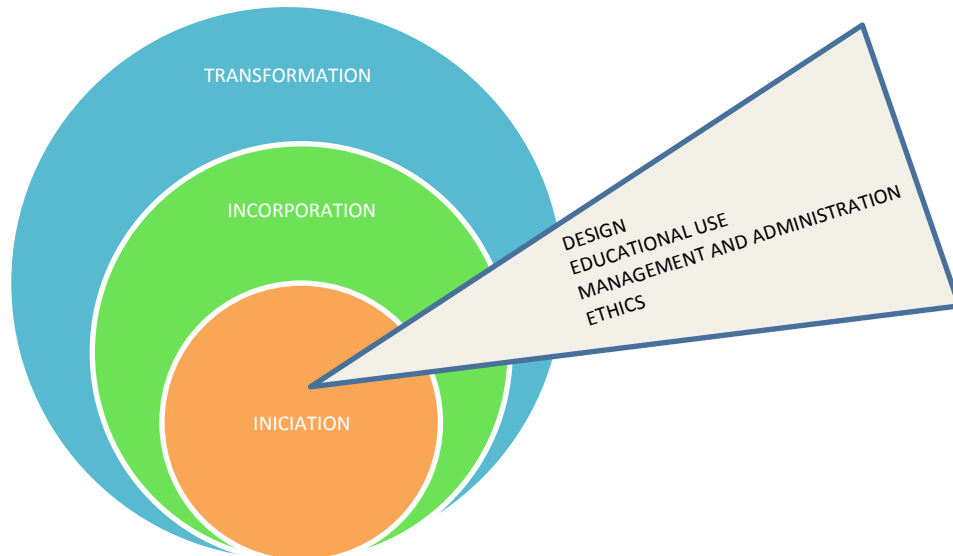 TRANSFORMATION
INCORPORATION
INICIATION
DESIGN
EDUCATIONAL USE
MANAGEMENT AND ADMINISTRATION
ETHICS